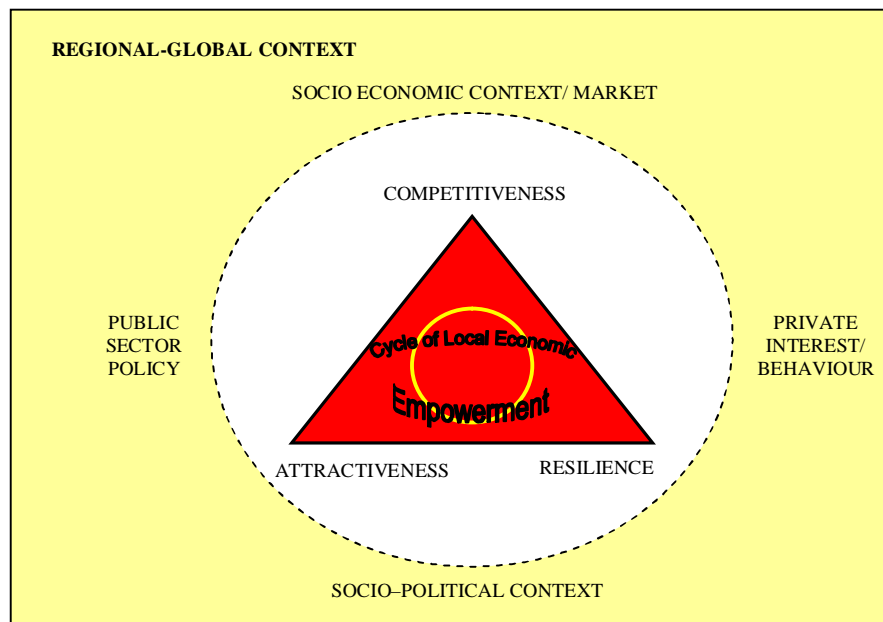 REGIONAL-GLOBAL CONTEXT
SOCIO ECONOMIC CONTEXT/ MARKET
COMPETITIVENESS
PUBLIC
SECTOR
POLICY
Cycle of Local Economic
Empowerment
PRIVATE
INTEREST/
BEHAVIOUR
ATTRACTIVENESS
RESILIENCE
SOCIO–POLITICAL CONTEXT